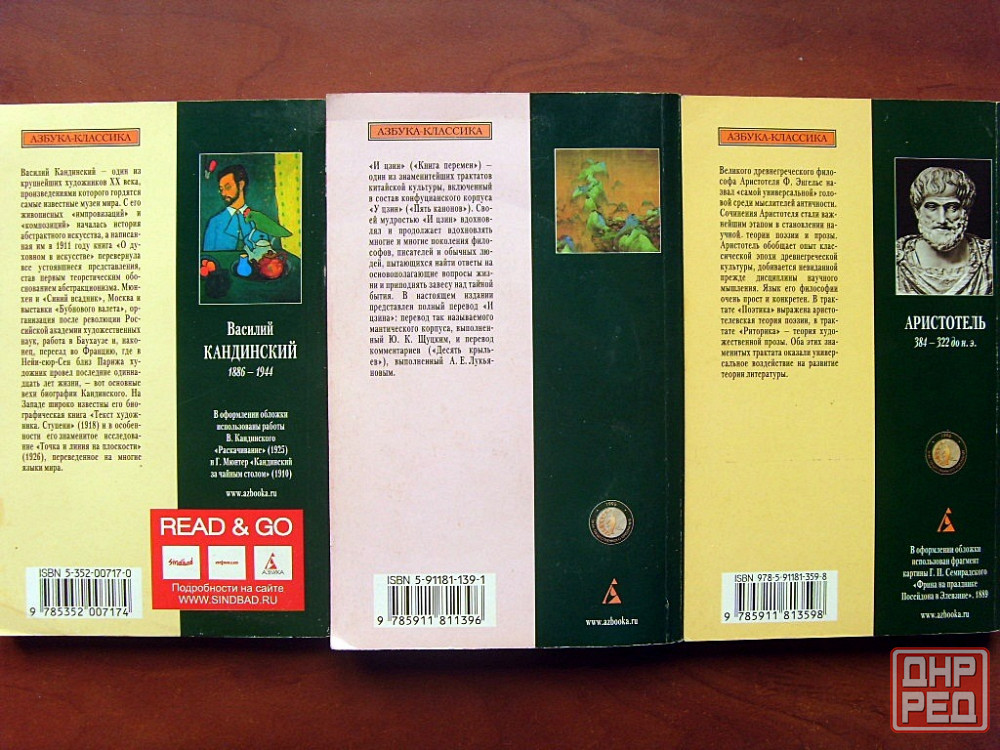 АЗБУКА-КЛАССИКА
Василий Кандинский – один из
крупнейших художников XX века,
произведениями которого гордятся
самые известные музеи мира. С его
живописных «импровизаций» и
«композиций» началась история
абстрактного искусства, а написан-
ная им в 1911 году книга «О ду-
ховном в искусстве» перевернула
все устоявшиеся представления,
став первым теоретическим обос-
нованием абстракционизма. Мюн-
хен и «Синий всадник», Москва и
выставки «Бубнового валета», ор-
ганизация после революции Рос-
сийской академии художественных
наук, работа в Баухаузе и, нако-
нец, переезд во Францию, где в
Нейи-сюр-Сен близ Парижа ху-
дожник провел последние одиннад-
цать лет жизни, – вот основные
вехи биографии Кандинского. На
Западе широко известны его био-
графическая книга «Текст худож-
ника. Ступени» (1918) и в особен-
ности его знаменитое исследова-
ние «Точка и линия на плоскости»
(1926), переведенное на многие
языки мира.
Василий
КАНДИНСКИЙ
1886 – 1944
В оформлении обложки
использованы работы
В. Кандинского
«Раскачивание» (1925)
и Г. Мюнтер «Кандинский
за чайным столом» (1910)
www.azbooka.ru
READ & GO
Sindbad
АЗБУКА
Подробности на сайте
WWW.SINDBAD.RU
ISBN 5-352-00717-0
9 785352 007174
АЗБУКА-КЛАССИКА
«И цзин» («Книга перемен») –
один из знаменитейших трактатов
китайской культуры, включенный
в состав конфуцианского корпуса
«У цзин» («Пять канонов»). Сво-
ей мудростью «И цзин» вдохнов-
лял и продолжает вдохновлять
многие и многие поколения фило-
софов, писателей и обычных лю-
дей, пытающихся найти ответы на
основополагающие вопросы жиз-
ни и приподнять завесу над тайной
бытия. В настоящем издании
представлен полный перевод «И
цзина»: перевод так называемого
мантического корпуса, выполнен-
ный Ю. К. Щуцким, и перевод
комментариев («Десять крыль-
ев»), выполненный А. Е. Лукья-
новым.
ISBN 5-91181-139-1
9 785911 811396
www.azbooka.ru
АЗБУКА-КЛАССИКА
Великого древнегреческого фило-
софа Аристотеля Ф. Энгельс на-
звал «самой универсальной» голо-
вой среди мыслителей античности.
Сочинения Аристотеля стали важ-
нейшим этапом в становлении на-
учной теории поэзии и прозы.
Аристотель обобщает опыт клас-
сической эпохи древнегреческой
культуры, добивается невиданной
прежде дисциплины научного
мышления. Язык его философии
очень прост и конкретен. В трак-
тате «Поэтика» выражена аристо-
телевская теория поэзии, в трак-
тате «Риторика» – теория худо-
жественной прозы. Оба этих зна-
менитых трактата оказали универ-
сальное воздействие на развитие
теории литературы.
АРИСТОТЕЛЬ
384 – 322 до н. э.
В оформлении обложки
использован фрагмент
картины Г. И. Семирадского
«Фрина на празднике
Посейдона в Элевзине». 1889
www.azbooka.ru
ISBN 978-5-91181-359-8
9 785911 813598
ДНР
РЕД